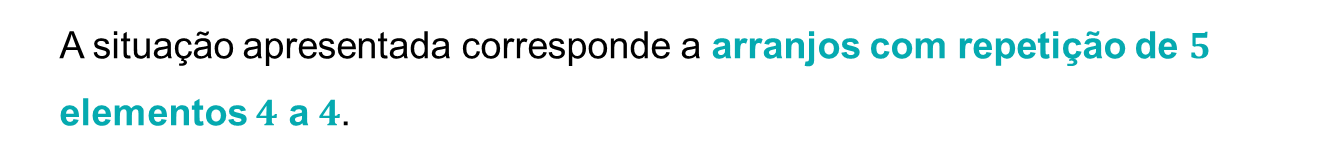 A situação apresentada corresponde a arranjos com repetição de 5
elementos 4 a 4.